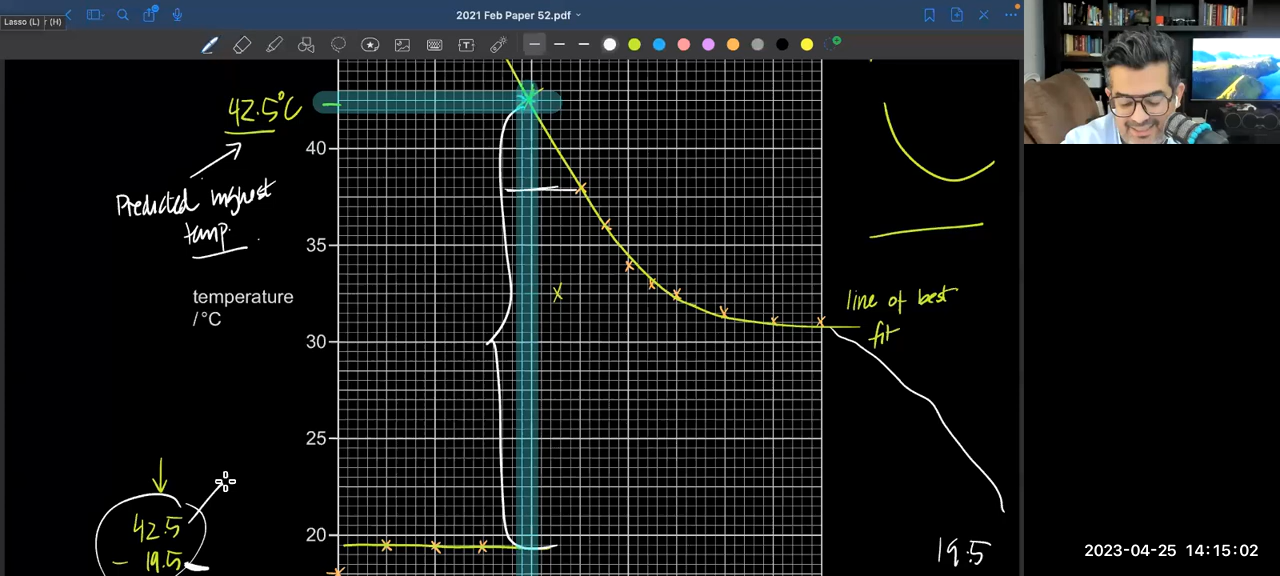 Lasso (L)
(H)
2021 Feb Paper 52.pdf
42.5°C
Predicted highest
temp.
temperature
/ °C
40
35
30
25
20
line of best
fit
42.5
- 19.5
19.5
2023-04-25 14:15:02